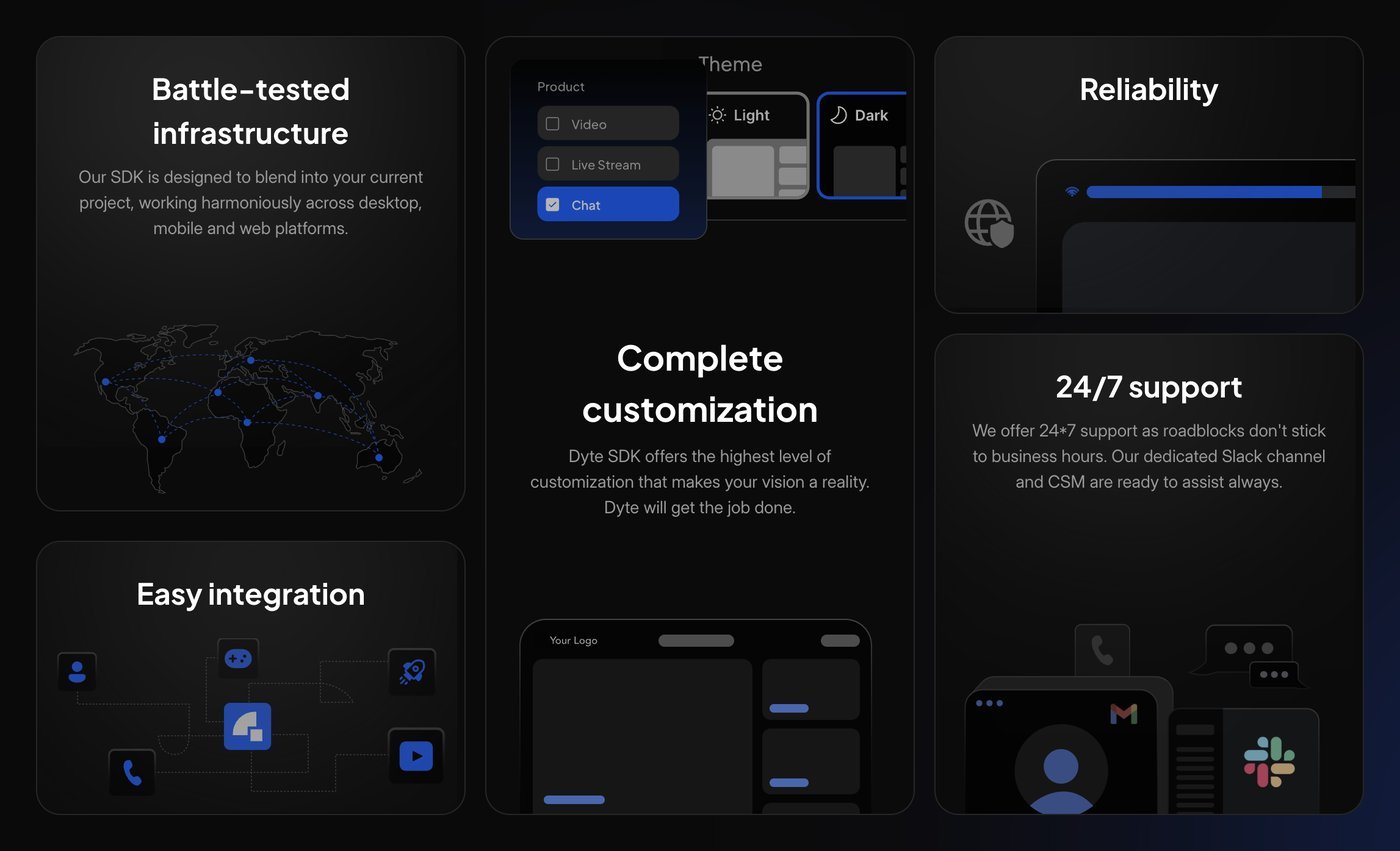 Battle-tested
infrastructure
Our SDK is designed to blend into your current
project, working harmoniously across desktop,
mobile and web platforms.
Easy integration
Theme
Product
Video
Live Stream
Chat
Light
Dark
Complete
customization
Dyte SDK offers the highest level of
customization that makes your vision a reality.
Dyte will get the job done.
Your Logo
Reliability
24/7 support
We offer 24*7 support as roadblocks don't stick
to business hours. Our dedicated Slack channel
and CSM are ready to assist always.